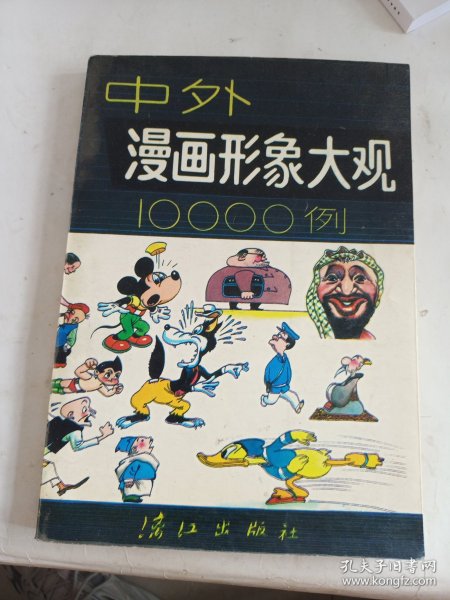 中外
漫画形象大观
10000例
漓江出版社
孔夫子旧书网
www.kongfz.com